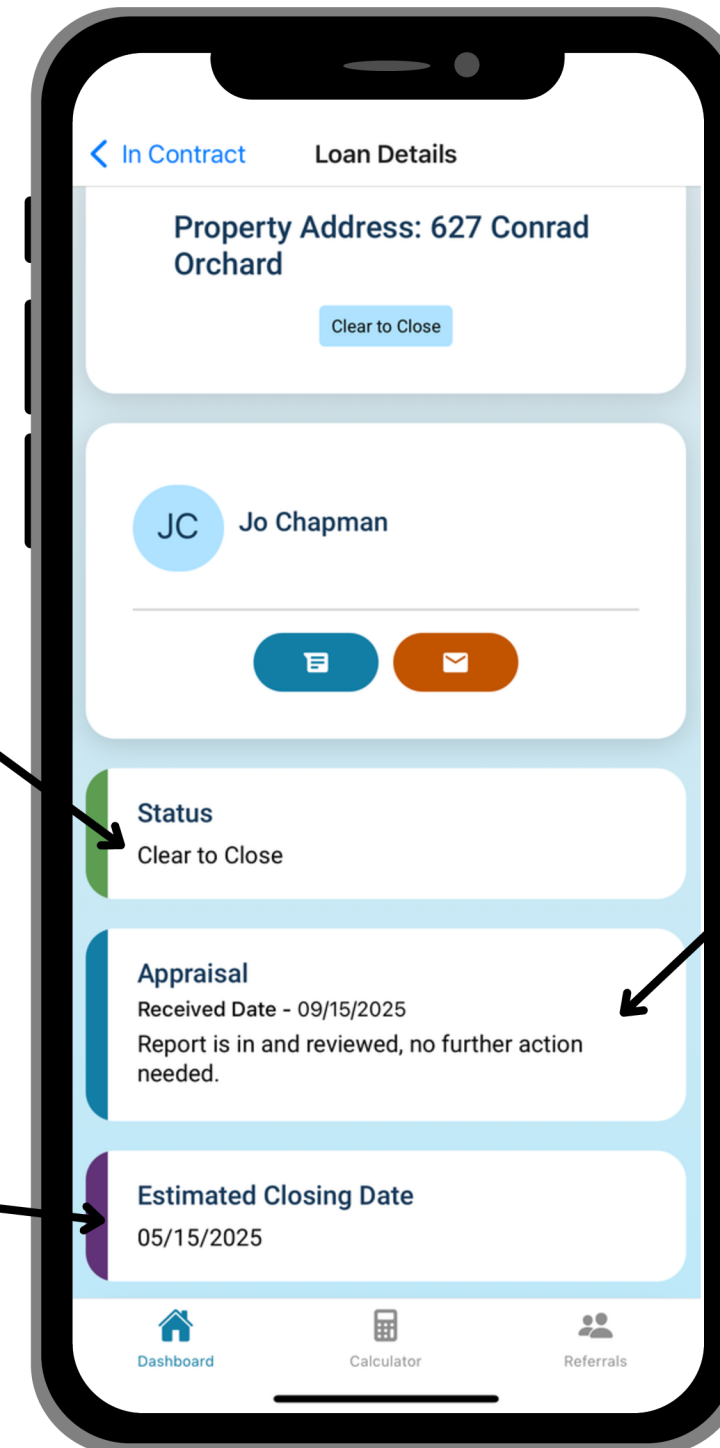 In Contract
Loan Details
Property Address: 627 Conrad
Orchard
Clear to Close
JC
Jo Chapman
Status
Clear to Close
Appraisal
Received Date - 09/15/2025
Report is in and reviewed, no further action
needed.
Estimated Closing Date
05/15/2025
Dashboard
Calculator
Referrals